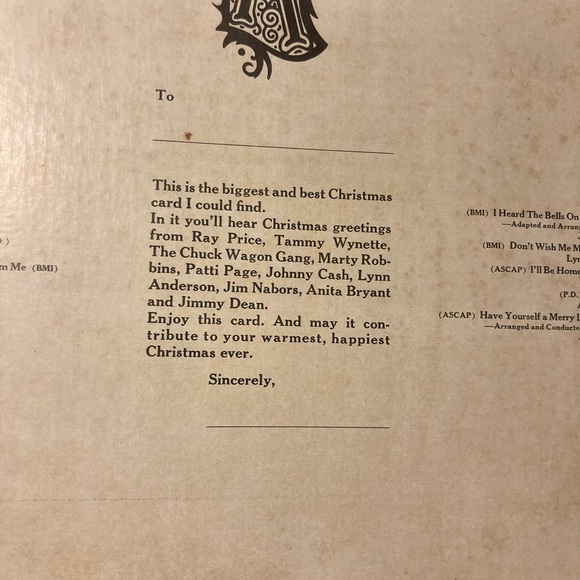 To
This is the biggest and best Christmas
card I could find.
In it you'll hear Christmas greetings
from Ray Price, Tammy Wynette,
The Chuck Wagon Gang, Marty Rob-
bins, Patti Page, Johnny Cash, Lynn
Anderson, Jim Nabors, Anita Bryant
and Jimmy Dean.
Enjoy this card. And may it con-
tribute to your warmest, happiest
Christmas ever.
Sincerely,
m Me (BMI)
(BMI) I Heard The Bells On
—Adapted and Arran
(BMI) Don't Wish Me M
Lyn
(ASCAP) I'll Be Home
(P.D.
(ASCAP) Have Yourself a Merry L
—Arranged and Conducte